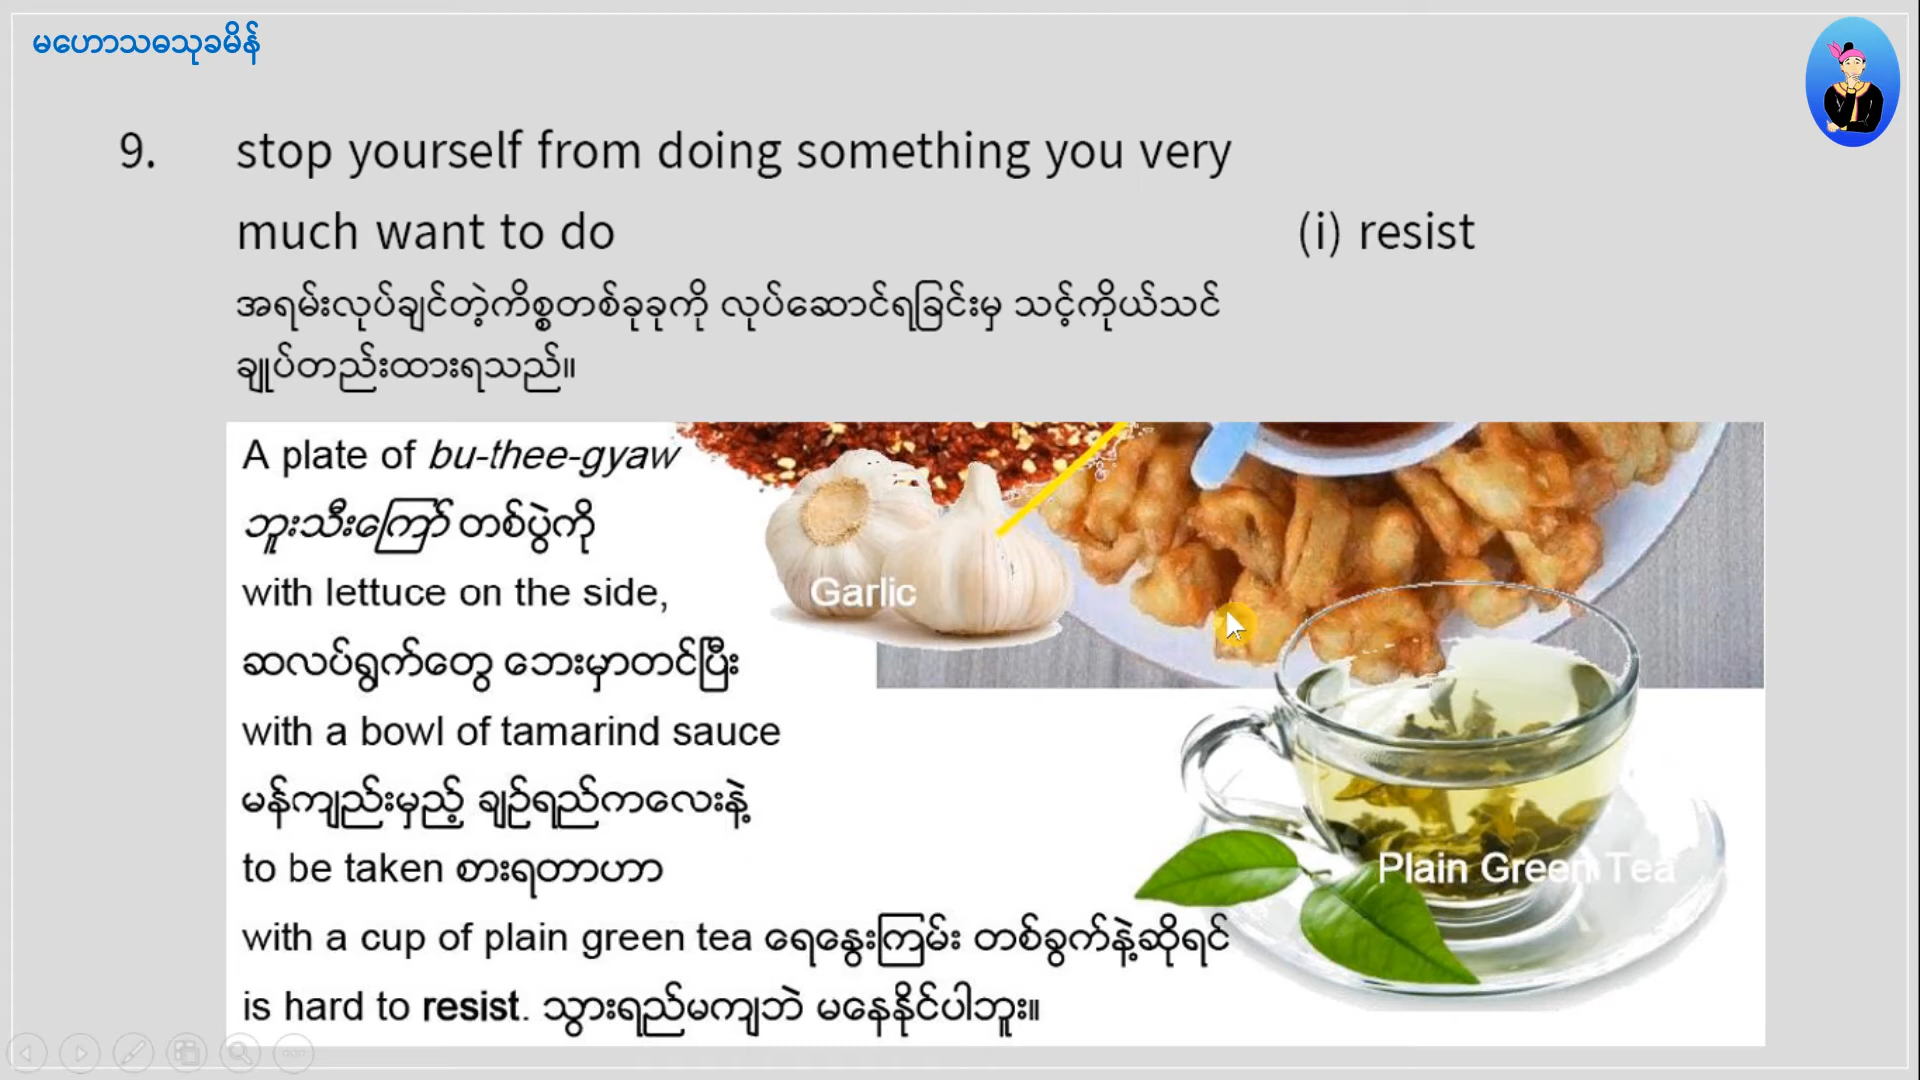 မဟောသဓသုခမိန်
9. stop yourself from doing something you very
much want to do (i) resist
အရမ်းလုပ်ချင်တဲ့ကိစ္စတစ်ခုခုကို လုပ်ဆောင်ရခြင်းမှ သင့်ကိုယ်သင်
ချုပ်တည်းထားရသည်။
A plate of bu-thee-gyaw
ဘူးသီးကြော် တစ်ပွဲကို
with lettuce on the side,
ဆလပ်ရွက်တွေ ဘေးမှာတင်ပြီး
with a bowl of tamarind sauce
မန်ကျည်းမှည့် ချဉ်ရည်ကလေးနဲ့
to be taken စားရတာဟာ
with a cup of plain green tea ရေနွေးကြမ်း တစ်ခွက်နဲ့ဆိုရင်
is hard to resist. သွားရည်မကျဘဲ မနေနိုင်ပါဘူး။
Garlic
Plain Green Tea